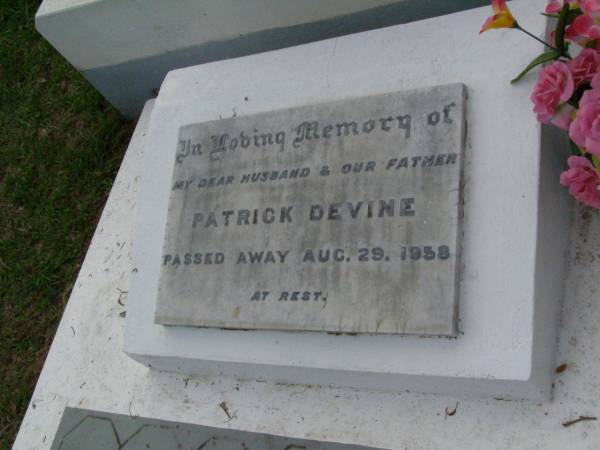 In Loving Memory of
MY DEAR HUSBAND & OUR FATHER
PATRICK DEVINE
PASSED AWAY AUG. 29. 1958
AT REST.